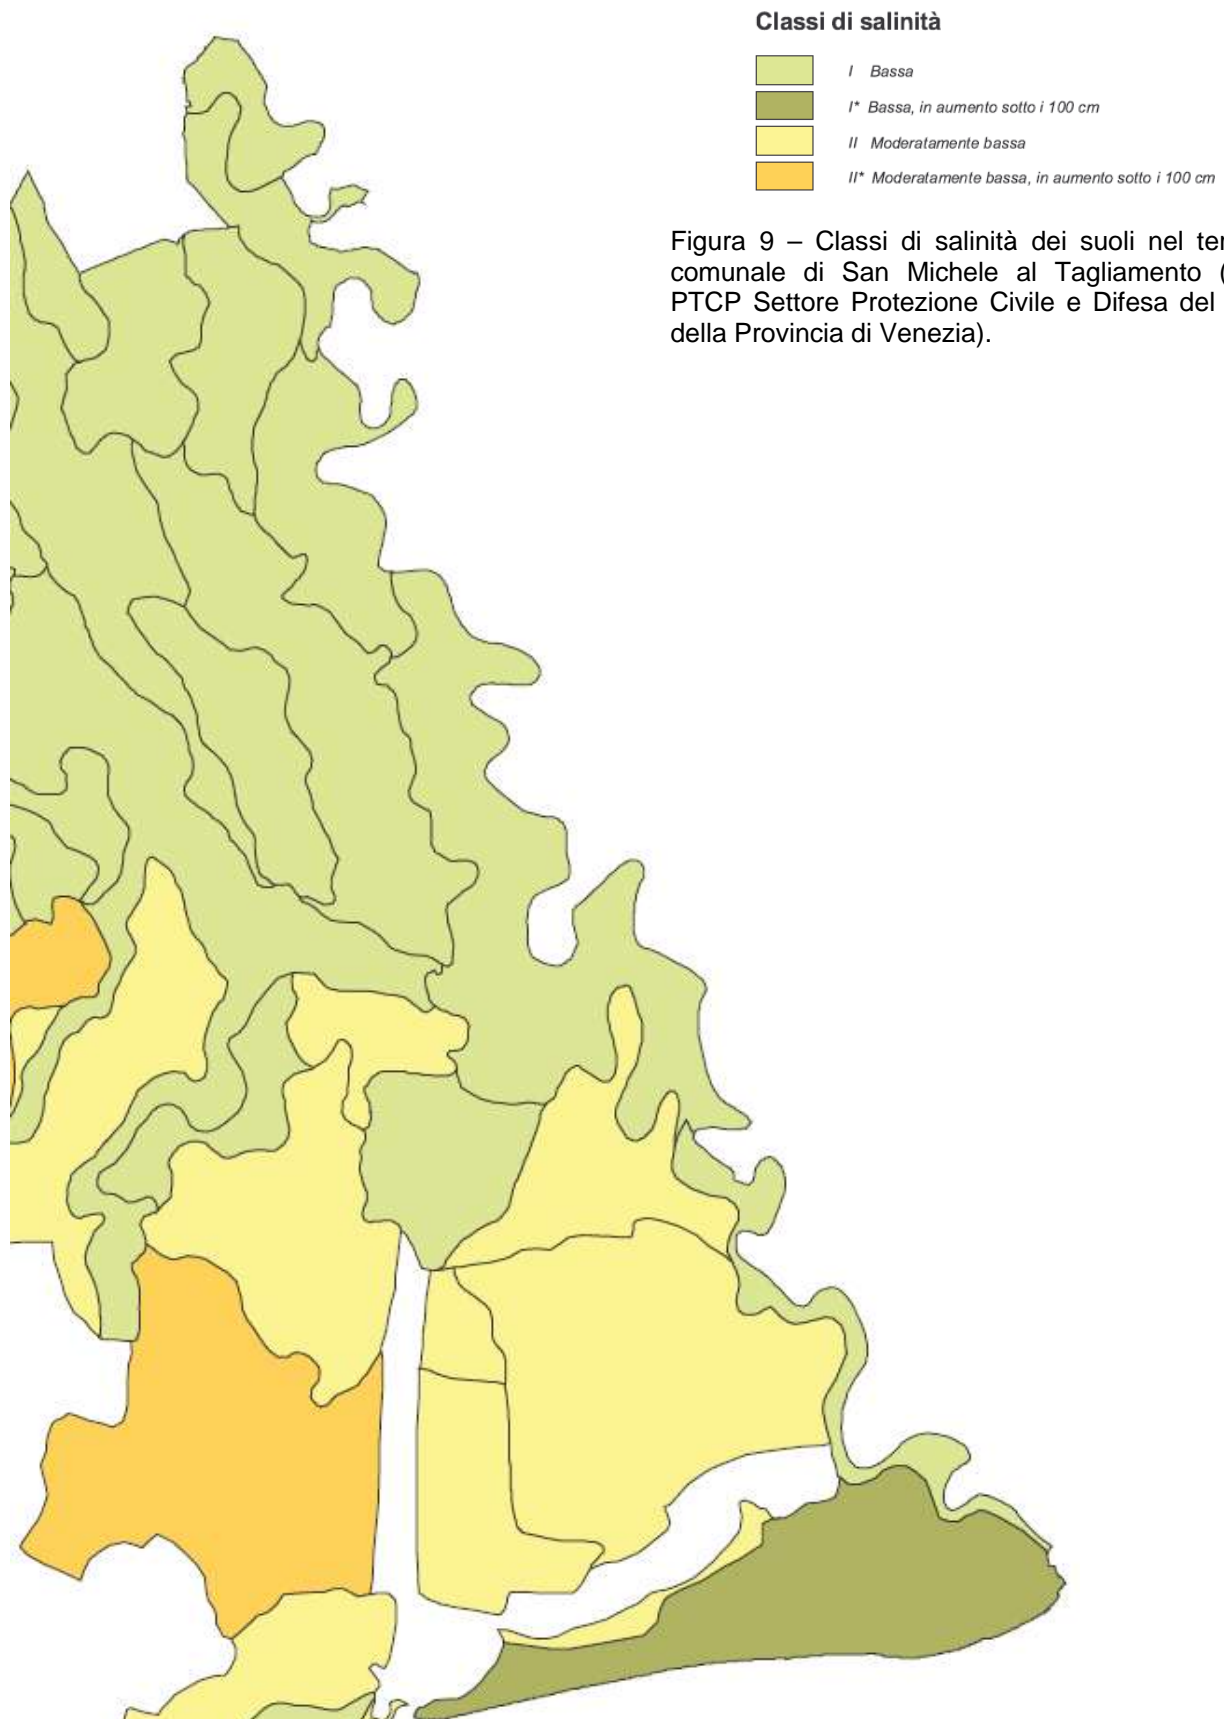 Classi di salinità
I Bassa
I* Bassa, in aumento sotto i 100 cm
II Moderatamente bassa
II* Moderatamente bassa, in aumento sotto i 100 cm
Figura 9 – Classi di salinità dei suoli nel ter
comunale di San Michele al Tagliamento (
PTCP Settore Protezione Civile e Difesa del
della Provincia di Venezia).